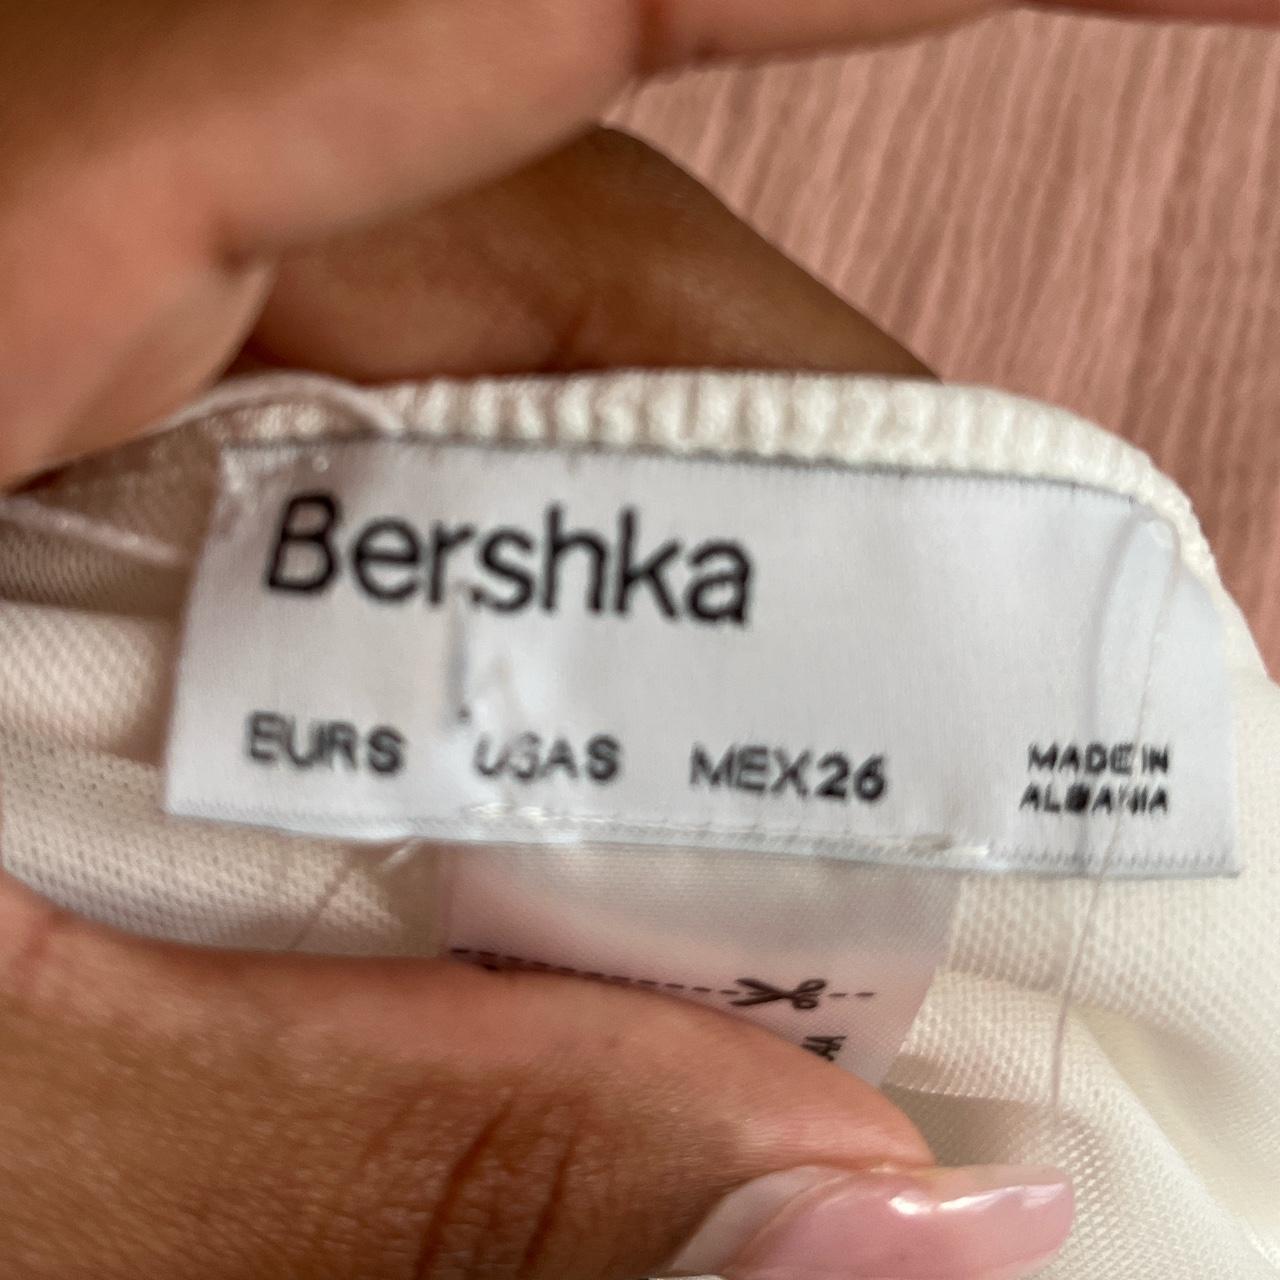 Bershka
EUR S USA S MEX 26
MADE IN
ALBANIA